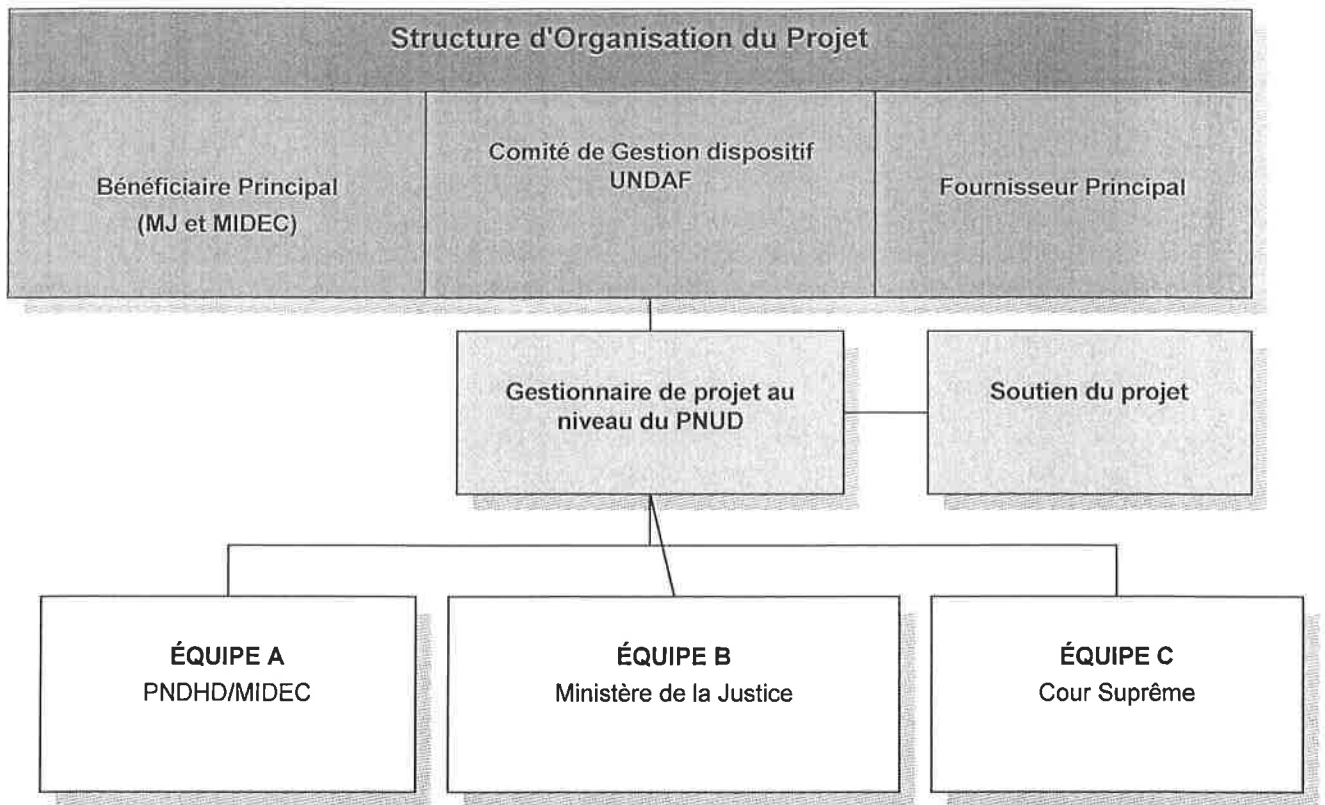 Structure d'Organisation du Projet
Bénéficiaire Principal
(MJ et MIDEC)
Comité de Gestion dispositif
UNDAF
Fournisseur Principal
Gestionnaire de projet au
niveau du PNUD
Soutien du projet
ÉQUIPE A
PNDHD/MIDEC
ÉQUIPE B
Ministère de la Justice
ÉQUIPE C
Cour Suprême